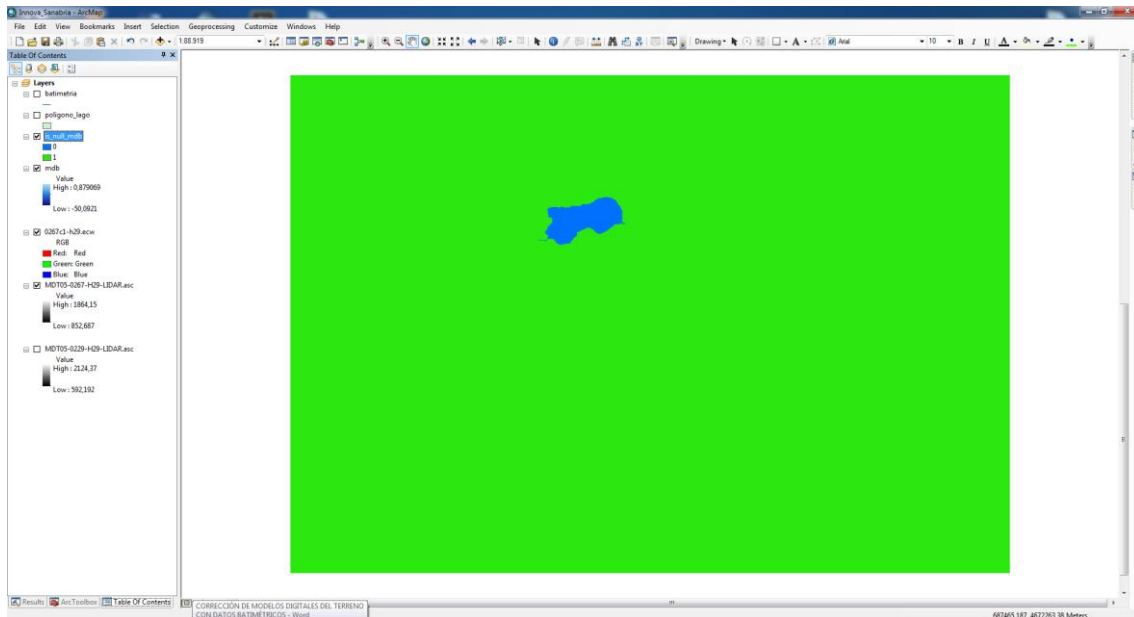 Innova_Sanabria - ArcMap
File Edit View Bookmarks Insert Selection Geoprocessing Customize Windows Help
1:88.919 Drawing Arial 10 B I U A
Table Of Contents
Layers
batimetria
poligono_lago
is_null_mdb
0
1
mdb
Value
High : 0,879069
Low : -50,0921
0267c1-h29.ecw
RGB
Red: Red
Green: Green
Blue: Blue
MDT05-0267-H29-LIDAR.asc
Value
High : 1864,15
Low : 852,687
MDT05-0229-H29-LIDAR.asc
Value
High : 2124,37
Low : 592,192
Results ArcToolbox Table Of Contents
CORRECCIÓN DE MODELOS DIGITALES DEL TERRENO
CON DATOS BATIMÉTRICOS - Word
687465,187 4672263,38 Meters